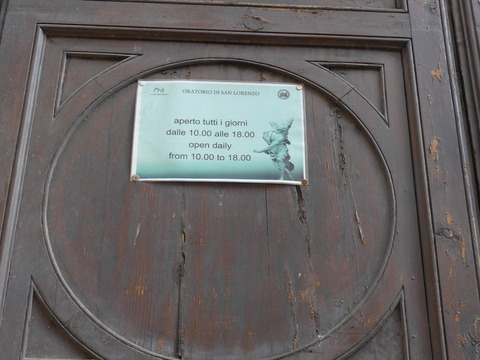 ORATORIO DI SAN LORENZO
aperto tutti i giorni
dalle 10.00 alle 18.00
open daily
from 10.00 to 18.00